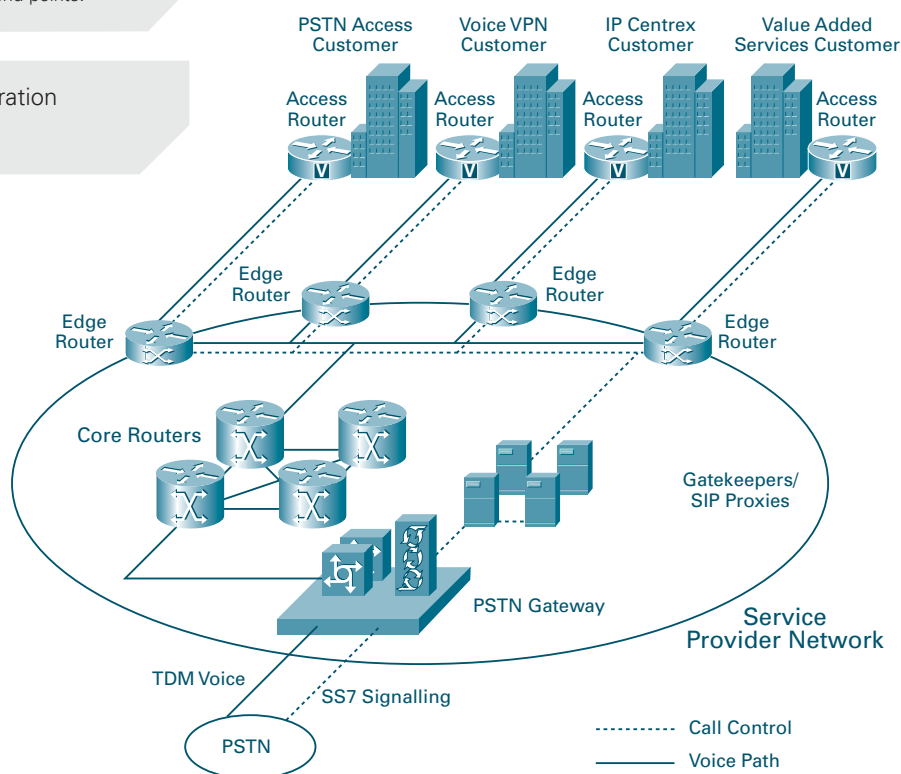 nd points.
ration
PSTN Access
Customer
Voice VPN
Customer
IP Centrex
Customer
Value Added
Services Customer
Access
Router
Access
Router
Access
Router
Access
Router
V
V
V
V
Edge
Router
Edge
Router
Edge
Router
Edge
Router
Core Routers
Gatekeepers/
SIP Proxies
PSTN Gateway
Service
Provider Network
TDM Voice
SS7 Signalling
PSTN
Call Control
Voice Path